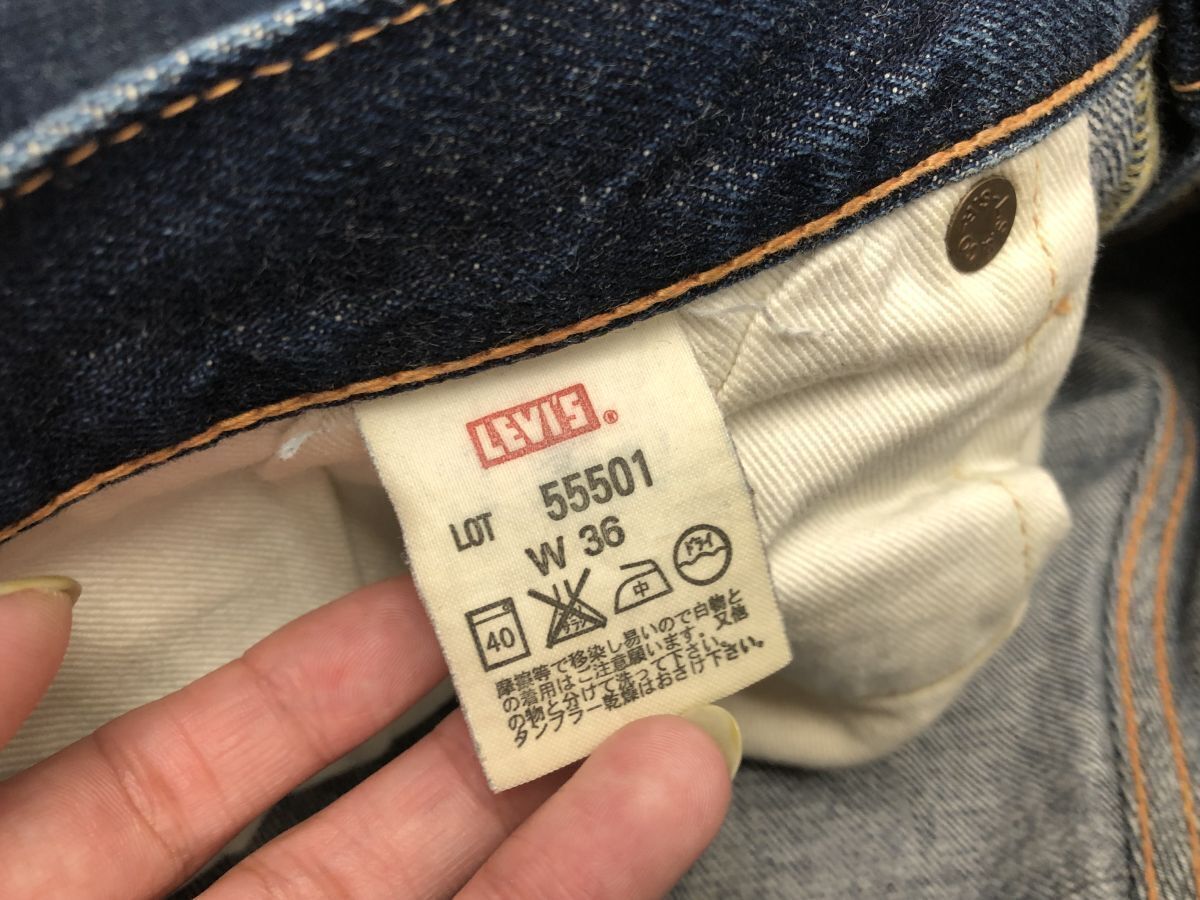 LEVI'S®
LOT 55501
W 36
40 中 ドライ
摩擦等で移染し易いので白物と
の着用はご注意願います。又他
の物と分けて洗って下さい。
タンブラー乾燥はおさけ下さい。